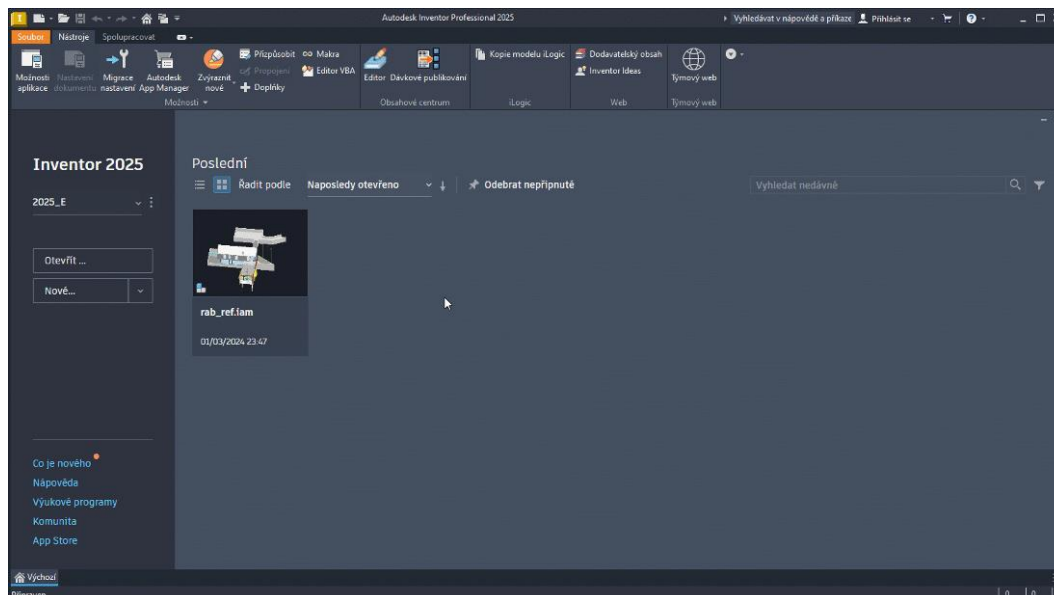 Autodesk Inventor Professional 2025
Vyhledávat v nápovědě a příkaze
Přihlásit se
Soubor Nástroje Spolupracovat
Možnosti aplikace
Nastavení dokumentu
Migrace nastavení
Autodesk App Manager
Zvýraznit nové
Přizpůsobit
Propojení
Doplňky
Makra
Editor VBA
Editor
Dávkové publikování
Kopie modelu iLogic
Dodavatelský obsah
Inventor Ideas
Týmový web
Možnosti
Obsahové centrum
iLogic
Web
Týmový web
Inventor 2025
2025_E
Otevřít ...
Nové...
Poslední
Řadit podle Naposledy otevřeno
Odebrat nepřipnuté
Vyhledat nedávné
rab_ref.iam
01/03/2024 23:47
Co je nového
Nápověda
Výukové programy
Komunita
App Store
Výchozí